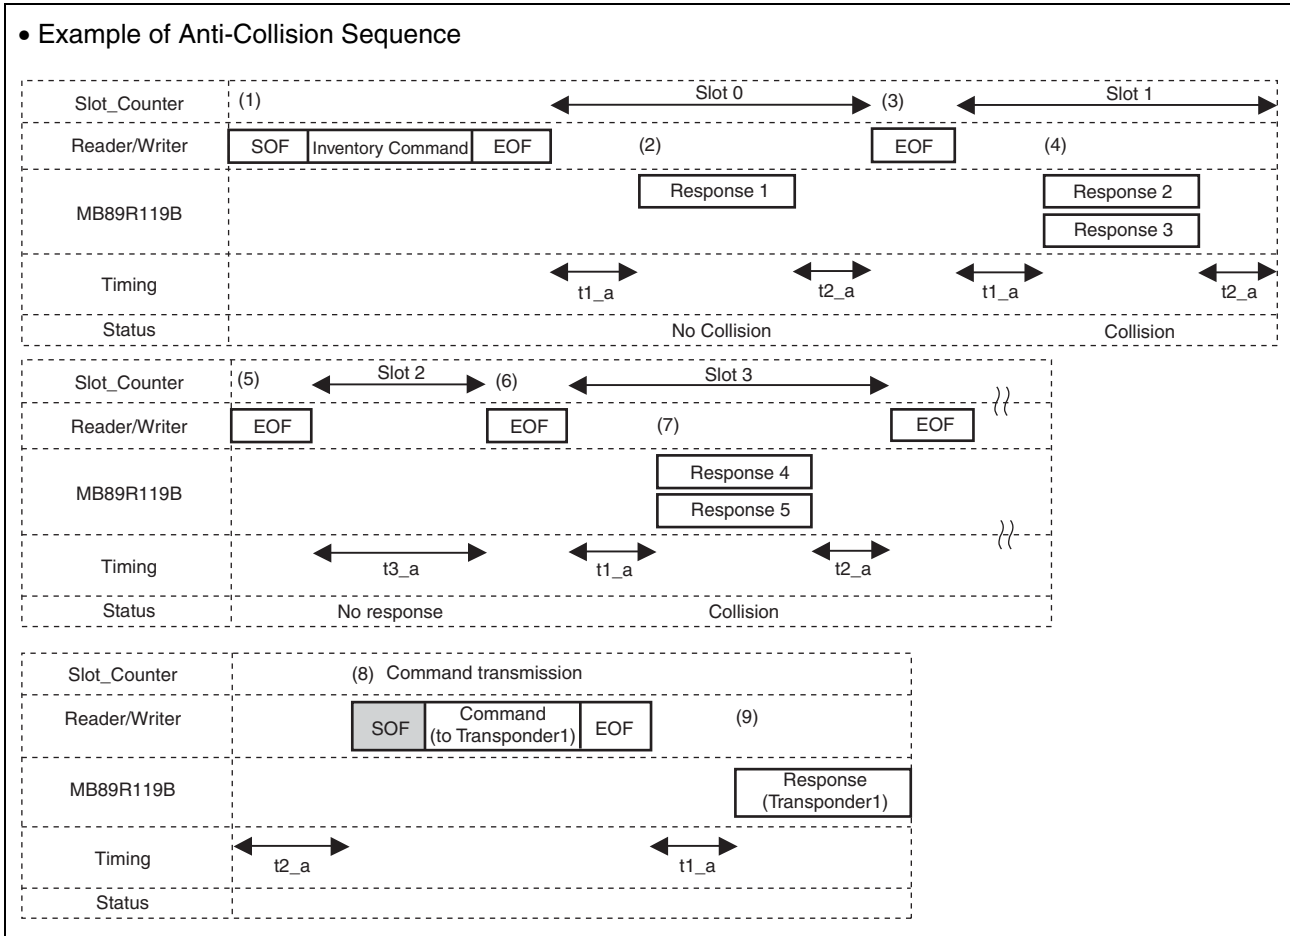 • Example of Anti-Collision Sequence
Slot_Counter (1) Slot 0 (3) Slot 1
Reader/Writer SOF Inventory Command EOF (2) EOF (4)
MB89R119B Response 1 Response 2
Response 3
Timing t1_a t2_a t1_a t2_a
Status No Collision Collision
Slot_Counter (5) Slot 2 (6) Slot 3
Reader/Writer EOF EOF (7) EOF
MB89R119B Response 4
Response 5
Timing t3_a t1_a t2_a
Status No response Collision
Slot_Counter (8) Command transmission
Reader/Writer SOF Command (to Transponder1) EOF (9)
MB89R119B Response (Transponder1)
Timing t2_a t1_a
Status